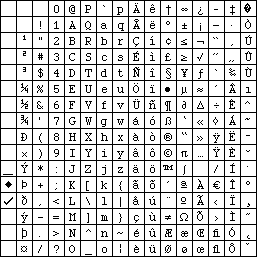 0 @ P ` p Ä ê † ∞ ¿ – ‡ �
! 1 A Q a q Å ë ° ± ¡ — · Ò
¹ " 2 B R b r Ç í ¢ ≤ ¬ “ ‚ Ú
² # 3 C S c s É ì £ ≥ √ ” „ Û
³ $ 4 D T d t Ñ î § ¥ ƒ ‘ ‰ Ù
¼ % 5 E U e u Ö ï • µ ≈ ’ Â ı
½ & 6 F V f v Ü ñ ¶ ∂ ∆ ÷ Ê ˆ
¾ ' 7 G W g w á ó ß ∑ « ◊ Á ˜
Ð ( 8 H X h x à ò ® ∏ » ÿ Ë ¯
× ) 9 I Y i y â ô © π … Ÿ È ˘
_ Ý * : J Z j z ä ö ™ ∫ ⁄ Í ˙
◆ Þ + ; K [ k { ã õ ´ ª À € Î ˚
✓ ð , < L \ l | å ú ¨ º Ã ‹ Ï ¸
ý - = M ] m } ç ù ≠ Ω Õ › Ì ˝
þ . > N ^ n ~ é û Æ æ Œ ﬁ Ó ˛
¤ / ? O _ o ¦ è ü Ø ø œ ﬂ Ô ˇ